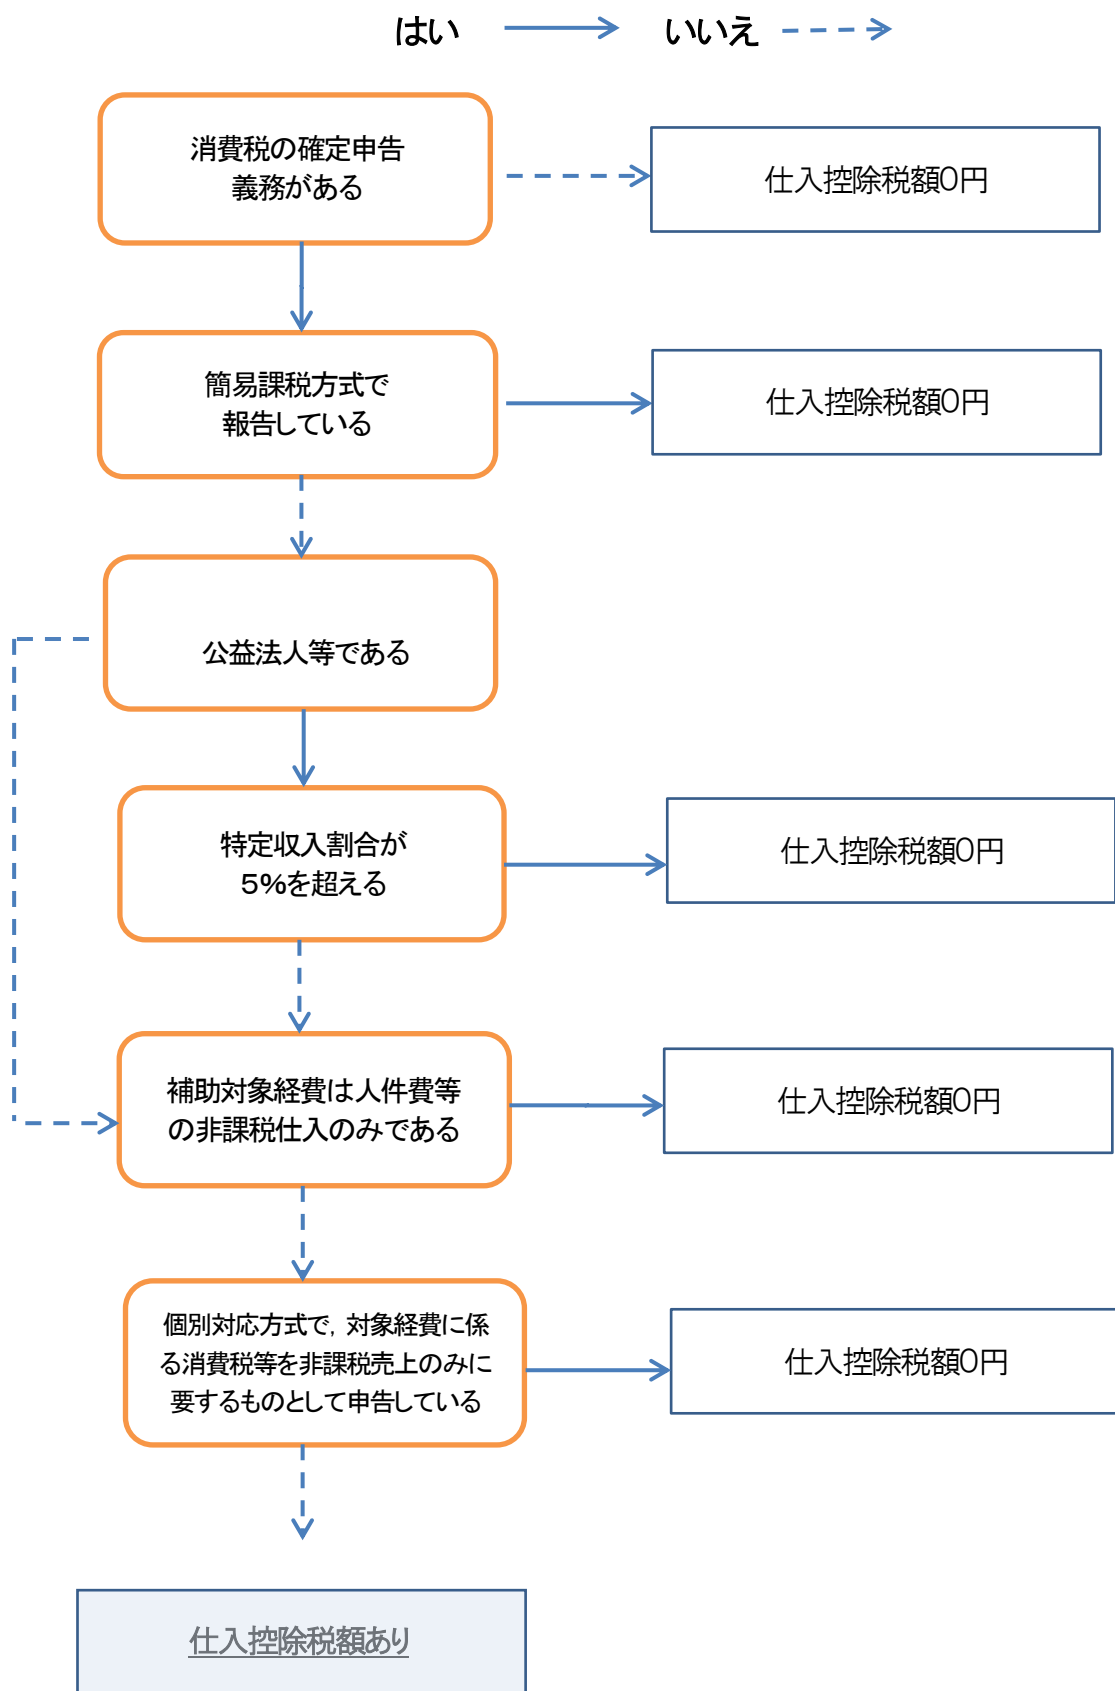 はい いいえ
消費税の確定申告
義務がある
仕入控除税額0円
簡易課税方式で
報告している
仕入控除税額0円
公益法人等である
特定収入割合が
5%を超える
仕入控除税額0円
補助対象経費は人件費等
の非課税仕入のみである
仕入控除税額0円
個別対応方式で，対象経費に係
る消費税等を非課税売上のみに
要するものとして申告している
仕入控除税額0円
仕入控除税額あり